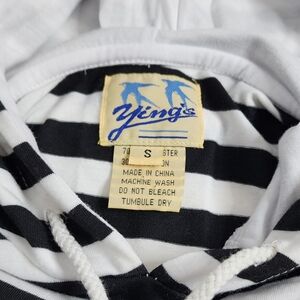 Ying's
S
MADE IN CHINA
MACHINE WASH
DO NOT BLEACH
TUMBULE DRY